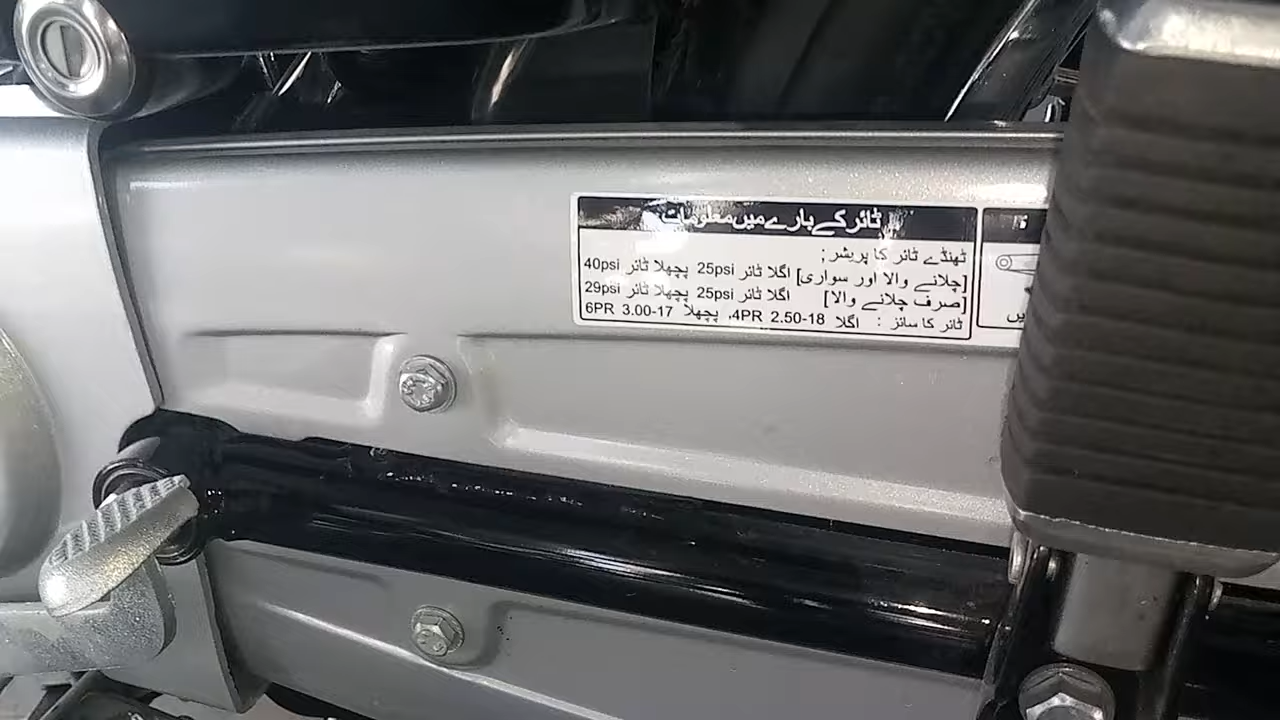 ٹائر کے بارے میں معلومات
ٹھنڈے ٹائر کا پریشر ;
[چلانے والا اور سواری] اگلا ٹائر 25psi پچھلا ٹائر 40psi
[صرف چلانے والا] اگلا ٹائر 25psi پچھلا ٹائر 29psi
ٹائر کا سائز : اگلا 4PR 2.50-18, پچھلا 6PR 3.00-17